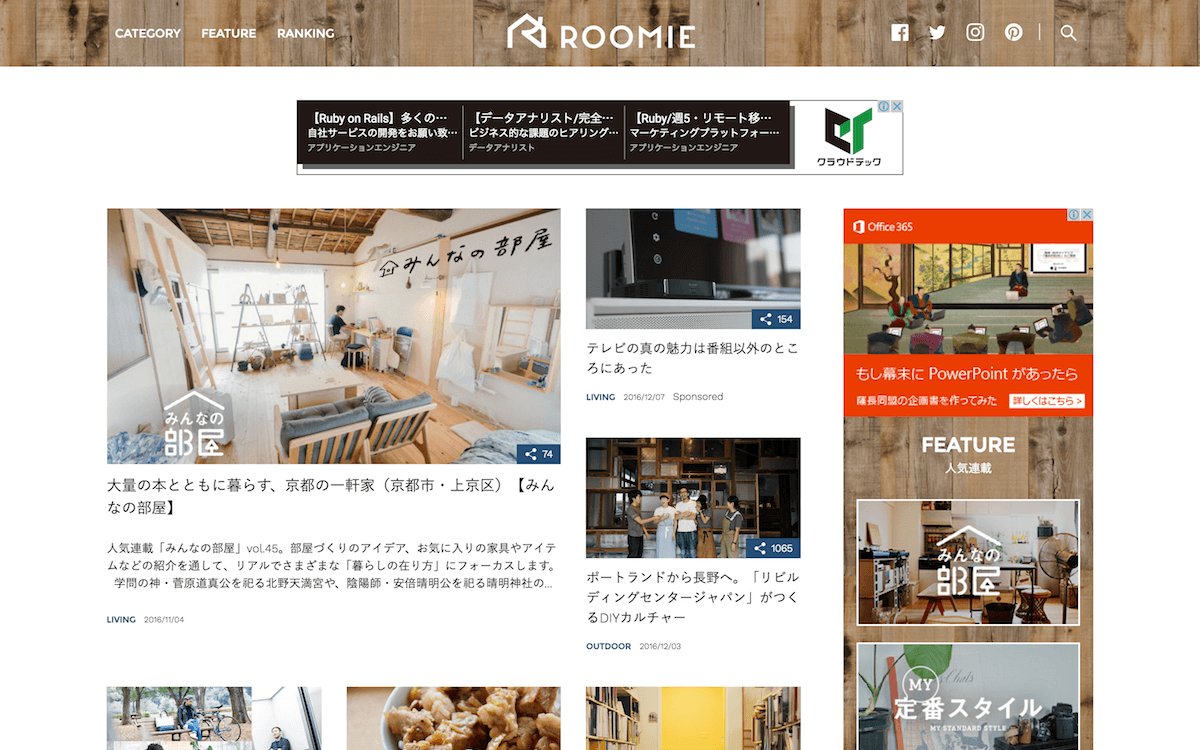 CATEGORY FEATURE RANKING
ROOMIE
【Ruby on Rails】多くの…
自社サービスの開発をお願い致…
アプリケーションエンジニア
【データアナリスト/完全…
ビジネス的な課題のヒアリング…
データアナリスト
【Ruby/週5・リモート移…
マーケティングプラットフォー…
アプリケーションエンジニア
クラウドテック
みんなの部屋
みんなの
部屋
74
大量の本とともに暮らす、京都の一軒家（京都市・上京区）【みん
なの部屋】
人気連載「みんなの部屋」vol.45。部屋づくりのアイデア、お気に入りの家具やアイテ
ムなどの紹介を通して、リアルでさまざまな「暮らしの在り方」にフォーカスします。
学問の神・菅原道真公を祀る北野天満宮や、陰陽師・安倍晴明公を祀る晴明神社の...
LIVING 2016/11/04
154
テレビの真の魅力は番組以外のとこ
ろにあった
LIVING 2016/12/07 Sponsored
1065
ポートランドから長野へ。「リビル
ディングセンタージャパン」がつく
るDIYカルチャー
OUTDOOR 2016/12/03
Office 365
もし幕末に PowerPoint があったら
薩長同盟の企画書を作ってみた 詳しくはこちら >
FEATURE
人気連載
みんなの
部屋
MY
定番スタイル
MY STANDARD STYLE